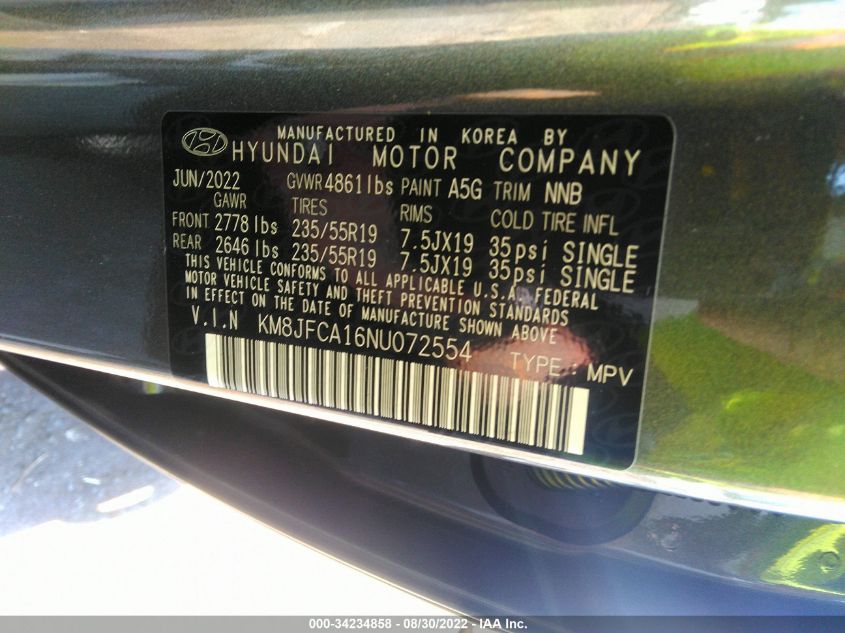 MANUFACTURED IN KOREA BY
HYUNDAI MOTOR COMPANY
JUN/2022 GVWR 4861 lbs PAINT A5G TRIM NNB
GAWR TIRES RIMS COLD TIRE INFL
FRONT 2778 lbs 235/55R19 7.5JX19 35psi SINGLE
REAR 2646 lbs 235/55R19 7.5JX19 35psi SINGLE
THIS VEHICLE CONFORMS TO ALL APPLICABLE U.S.A. FEDERAL
MOTOR VEHICLE SAFETY AND THEFT PREVENTION STANDARDS
IN EFFECT ON THE DATE OF MANUFACTURE SHOWN ABOVE.
V.I.N KM8JFCA16NU072554 TYPE : MPV
000-34234858 - 08/30/2022 - IAA Inc.